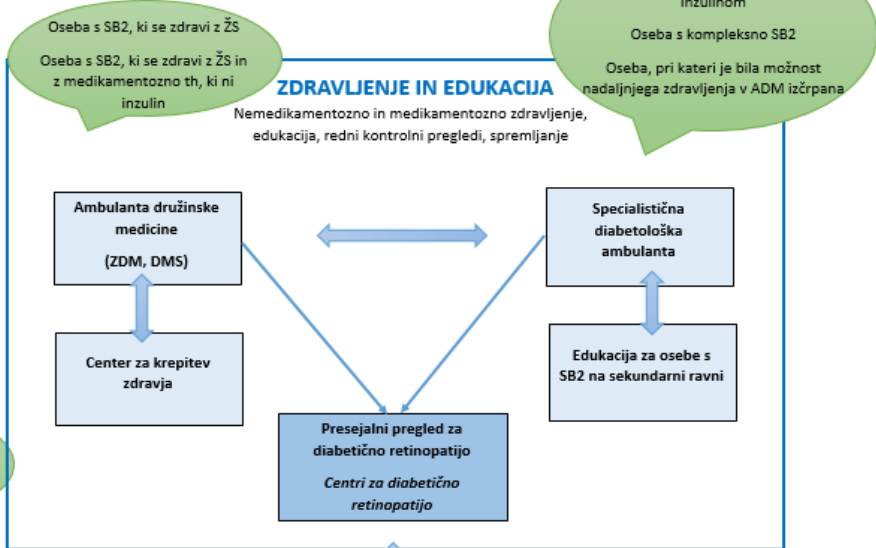 Oseba s SB2, ki se zdravi z ŽS
Oseba s SB2, ki se zdravi z ŽS in
z medikamentozno th, ki ni
inzulin
inzulinom
Oseba s kompleksno SB2
Oseba, pri kateri je bila možnost
nadaljnjega zdravljenja v ADM izčrpana
ZDRAVLJENJE IN EDUKACIJA
Nemedikamentozno in medikamentozno zdravljenje,
edukacija, redni kontrolni pregledi, spremljanje
Ambulanta družinske
medicine
(ZDM, DMS)
Specialistična
diabetološka
ambulanta
Center za krepitev
zdravja
Edukacija za osebe s
SB2 na sekundarni ravni
Presejalni pregled za
diabetično retinopatijo
Centri za diabetično
retinopatijo